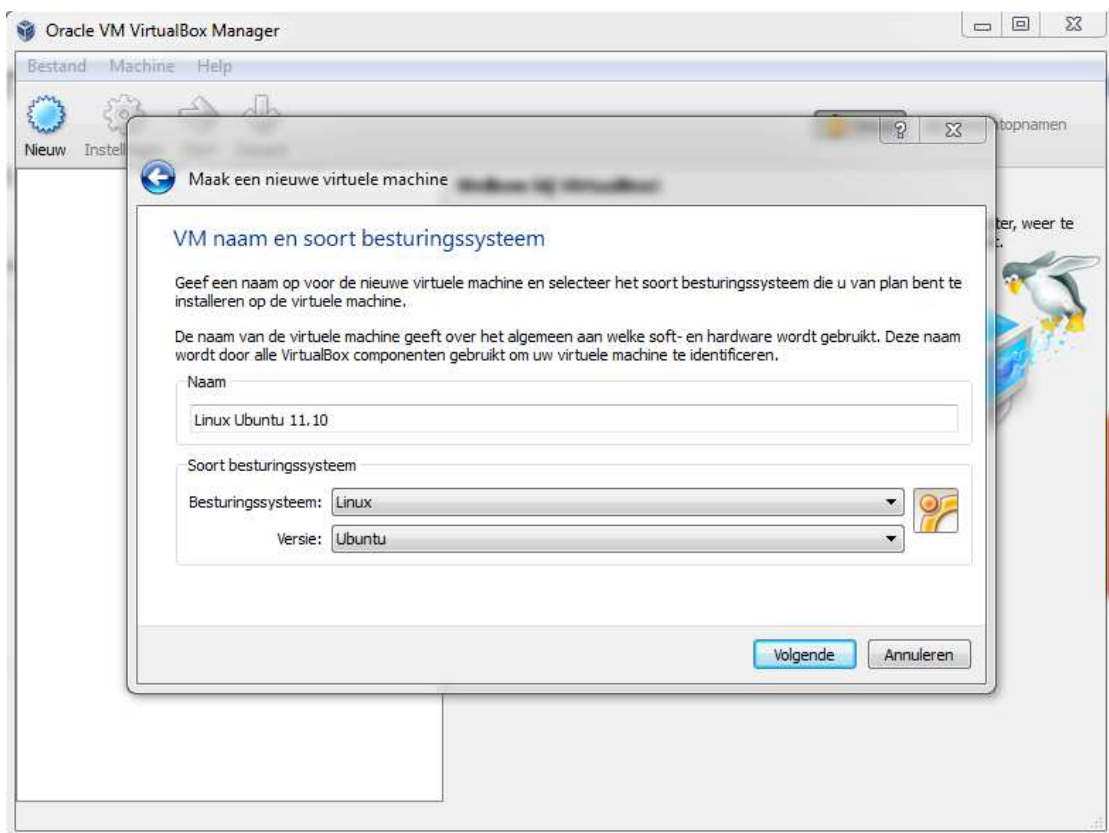 Oracle VM VirtualBox Manager
Bestand Machine Help
Nieuw
topnamen
Maak een nieuwe virtuele machine
ter, weer te
VM naam en soort besturingssysteem
Geef een naam op voor de nieuwe virtuele machine en selecteer het soort besturingssysteem die u van plan bent te
installeren op de virtuele machine.
De naam van de virtuele machine geeft over het algemeen aan welke soft- en hardware wordt gebruikt. Deze naam
wordt door alle VirtualBox componenten gebruikt om uw virtuele machine te identificeren.
Naam
Linux Ubuntu 11.10
Soort besturingssysteem
Besturingssysteem: Linux
Versie: Ubuntu
Volgende Annuleren